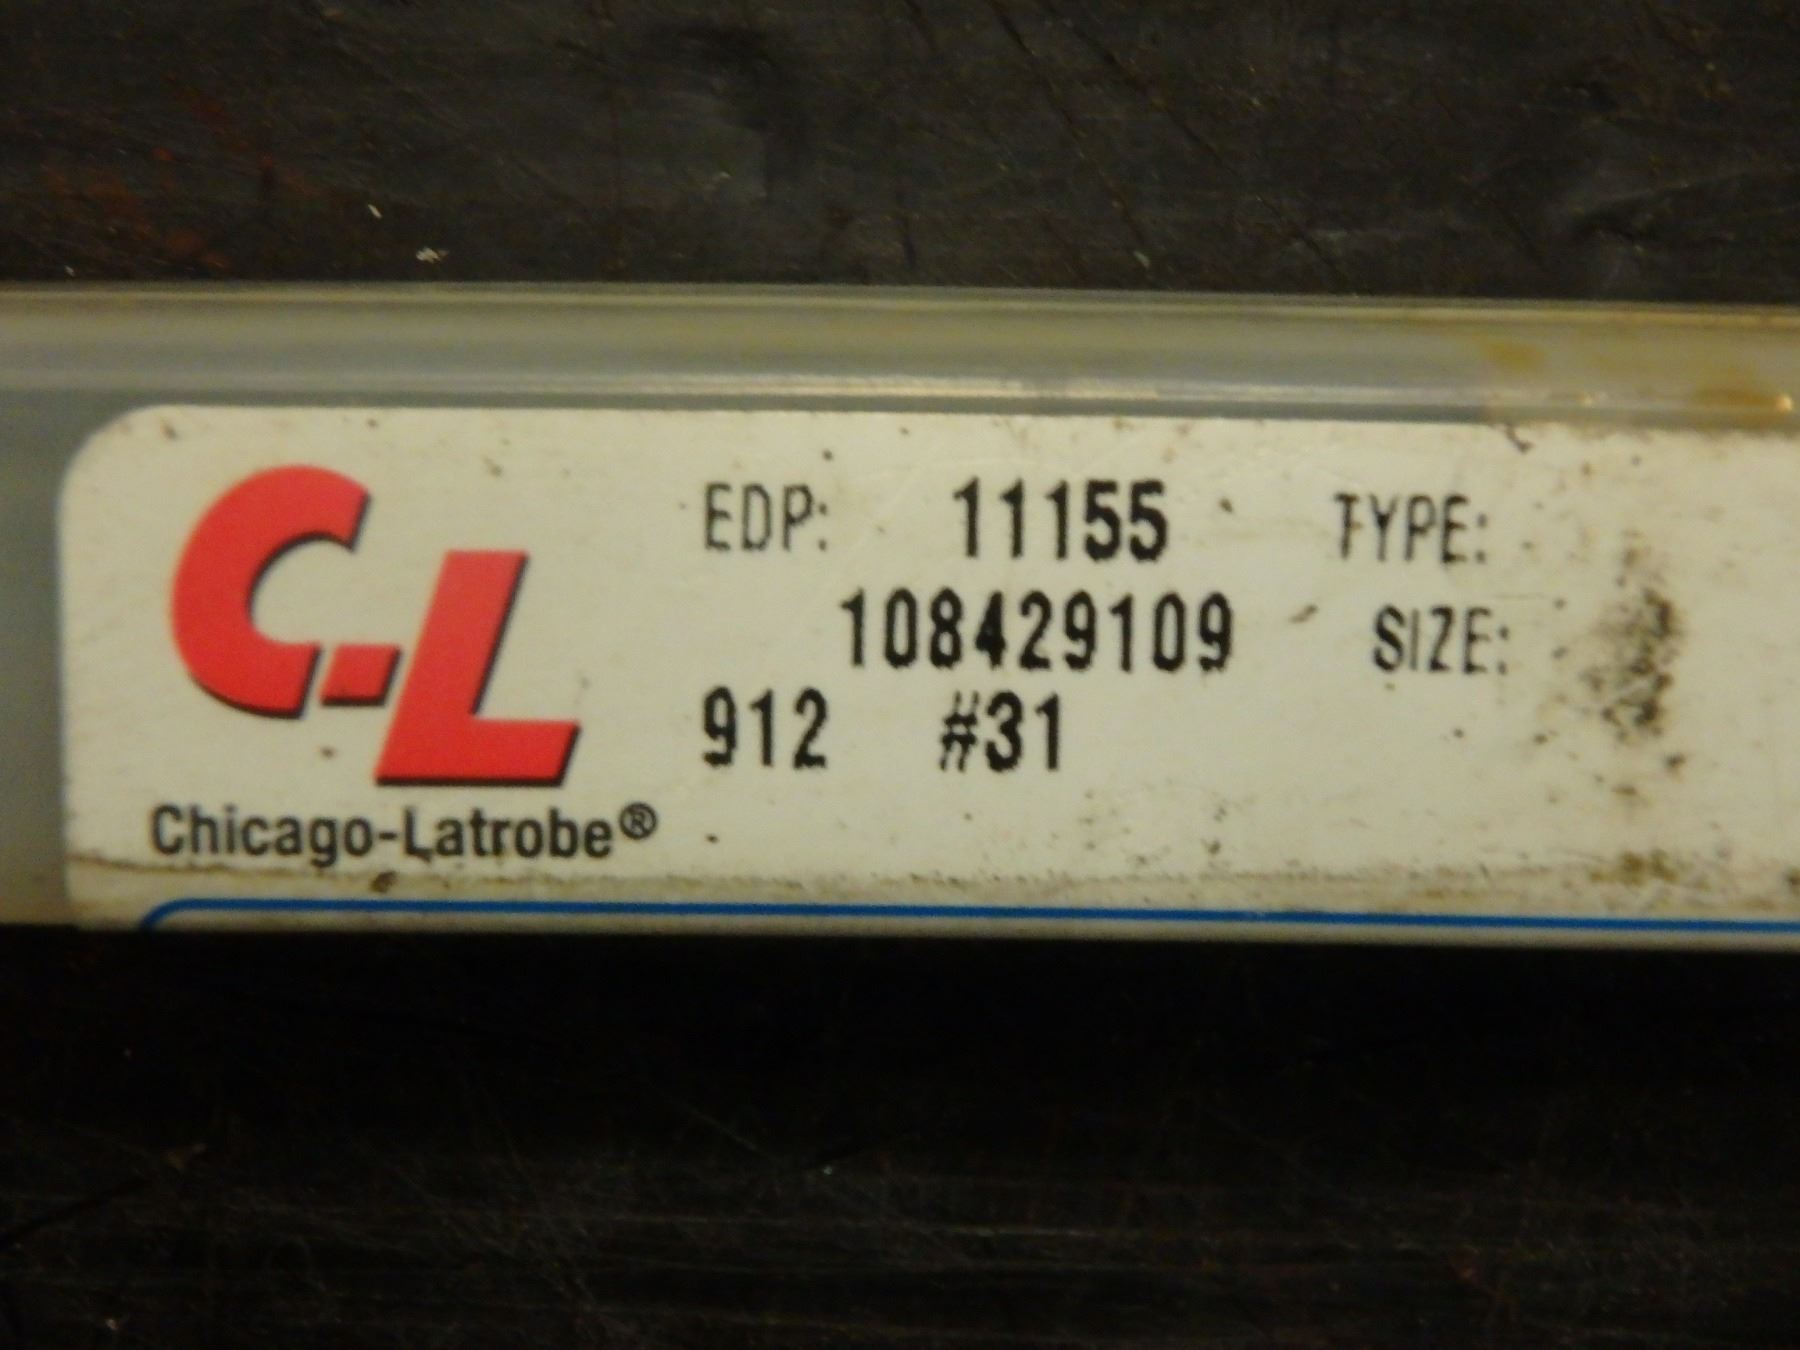 C-L
Chicago-Latrobe®
EDP: 11155 TYPE:
108429109 SIZE:
912 #31